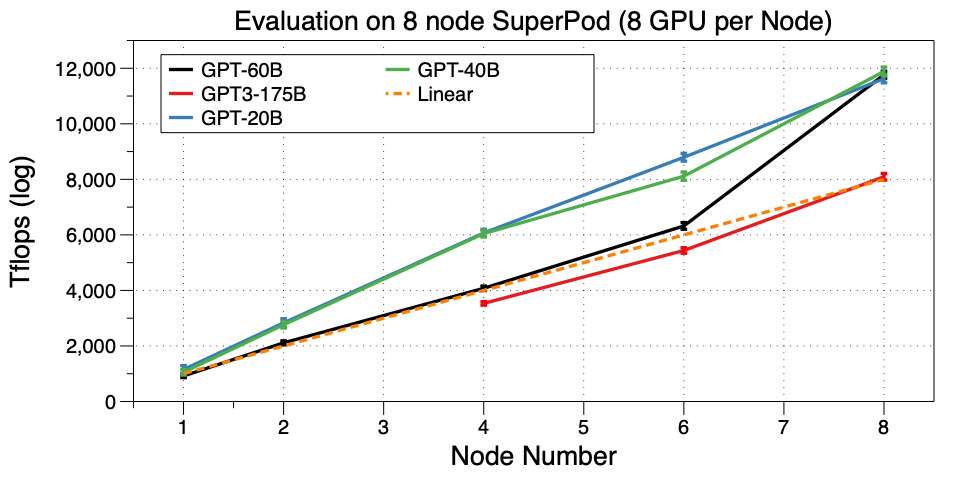 Evaluation on 8 node SuperPod (8 GPU per Node)
GPT-60B
GPT3-175B
GPT-20B
GPT-40B
Linear
Tflops (log)
12,000
10,000
8,000
6,000
4,000
2,000
0
1 2 3 4 5 6 7 8
Node Number